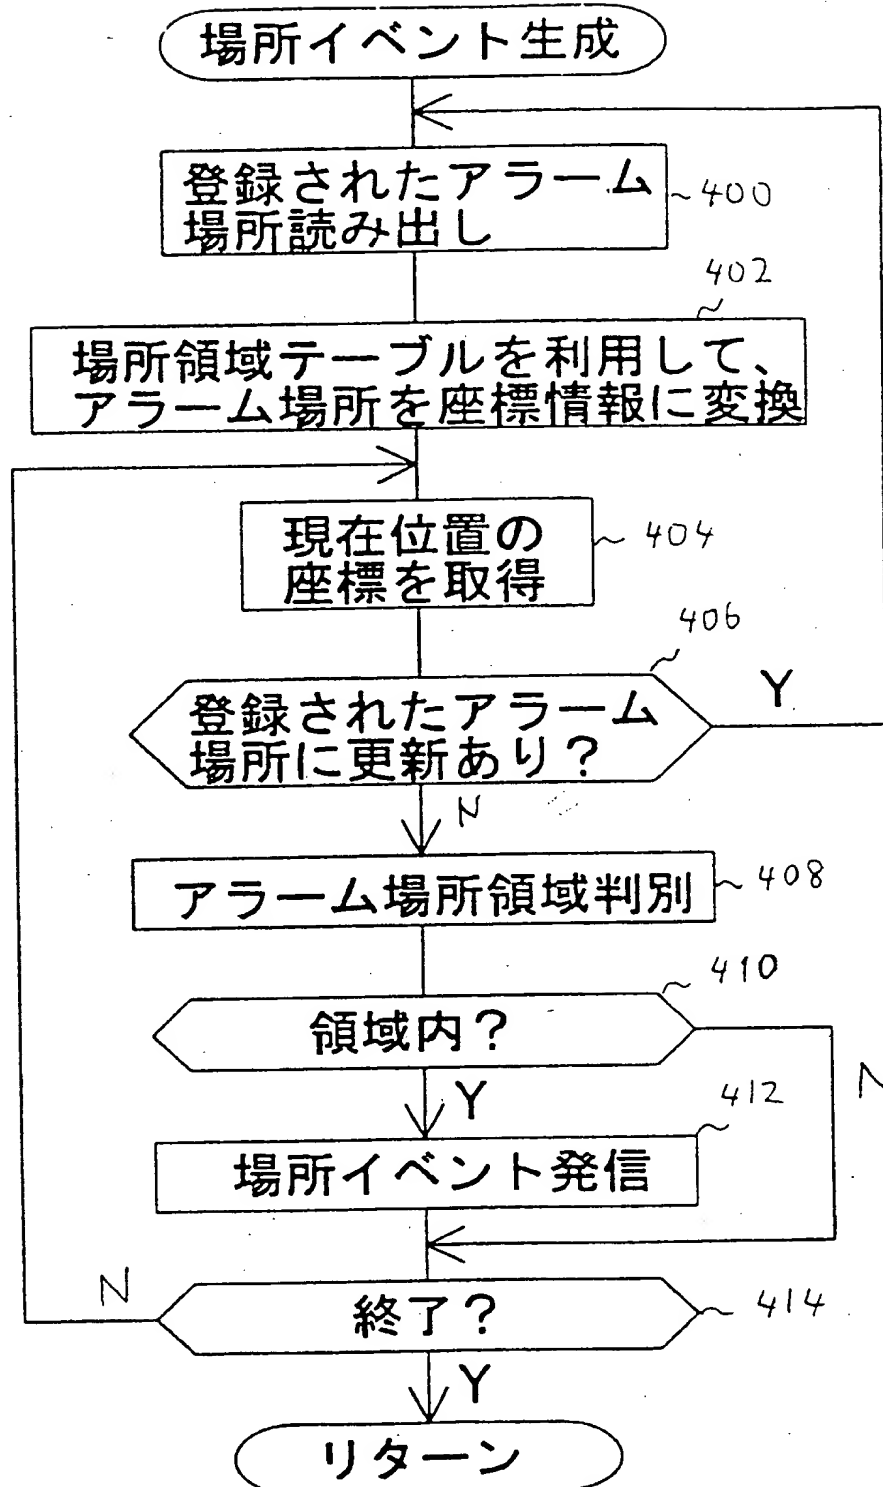 場所イベント生成
登録されたアラーム
場所読み出し
400
402
場所領域テーブルを利用して、
アラーム場所を座標情報に変換
現在位置の
座標を取得
404
406
登録されたアラーム
場所に更新あり?
Y
N
アラーム場所領域判別
408
410
領域内?
N
Y
412
場所イベント発信
N
終了?
414
Y
リターン